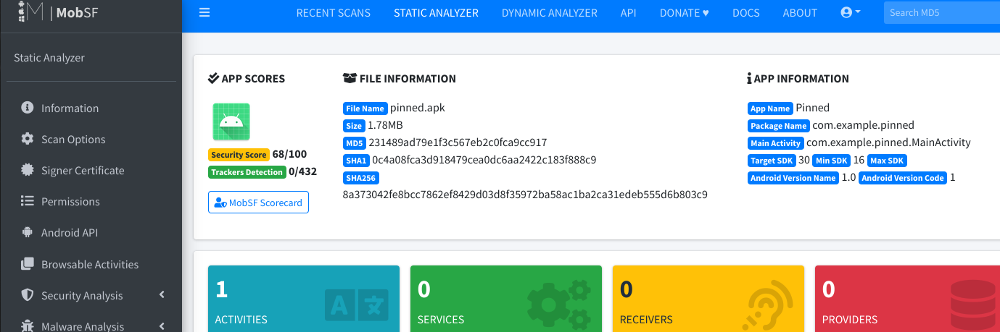 M | MobSF
RECENT SCANS STATIC ANALYZER DYNAMIC ANALYZER API DONATE ♥ DOCS ABOUT Search MD5
Static Analyzer
Information
Scan Options
Signer Certificate
Permissions
Android API
Browsable Activities
Security Analysis
Malware Analysis
APP SCORES
Security Score 68/100
Trackers Detection 0/432
MobSF Scorecard
FILE INFORMATION
File Name pinned.apk
Size 1.78MB
MD5 231489ad79e1f3c567eb2c0fca9cc917
SHA1 0c4a08fca3d918479cea0dc6aa2422c183f888c9
SHA256
8a373042fe8bcc7862ef8429d03d8f35972ba58ac1ba2ca31edeb555d6b803c9
APP INFORMATION
App Name Pinned
Package Name com.example.pinned
Main Activity com.example.pinned.MainActivity
Target SDK 30 Min SDK 16 Max SDK
Android Version Name 1.0 Android Version Code 1
1
ACTIVITIES
A
0
SERVICES
0
RECEIVERS
0
PROVIDERS